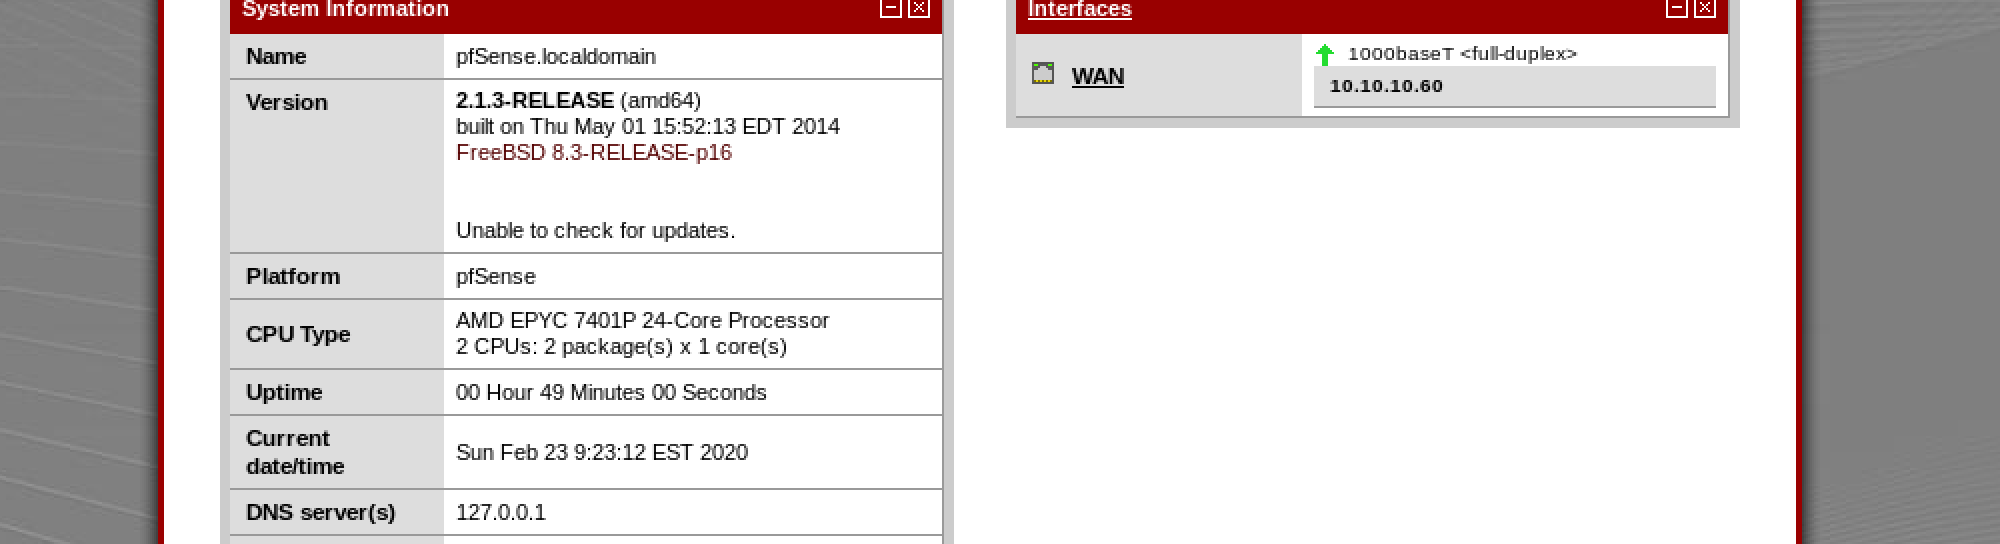 System Information
Name
pfSense.localdomain
Version
2.1.3-RELEASE (amd64)
built on Thu May 01 15:52:13 EDT 2014
FreeBSD 8.3-RELEASE-p16
Unable to check for updates.
Platform
pfSense
CPU Type
AMD EPYC 7401P 24-Core Processor
2 CPUs: 2 package(s) x 1 core(s)
Uptime
00 Hour 49 Minutes 00 Seconds
Current
date/time
Sun Feb 23 9:23:12 EST 2020
DNS server(s)
127.0.0.1
Interfaces
WAN
1000baseT <full-duplex>
10.10.10.60